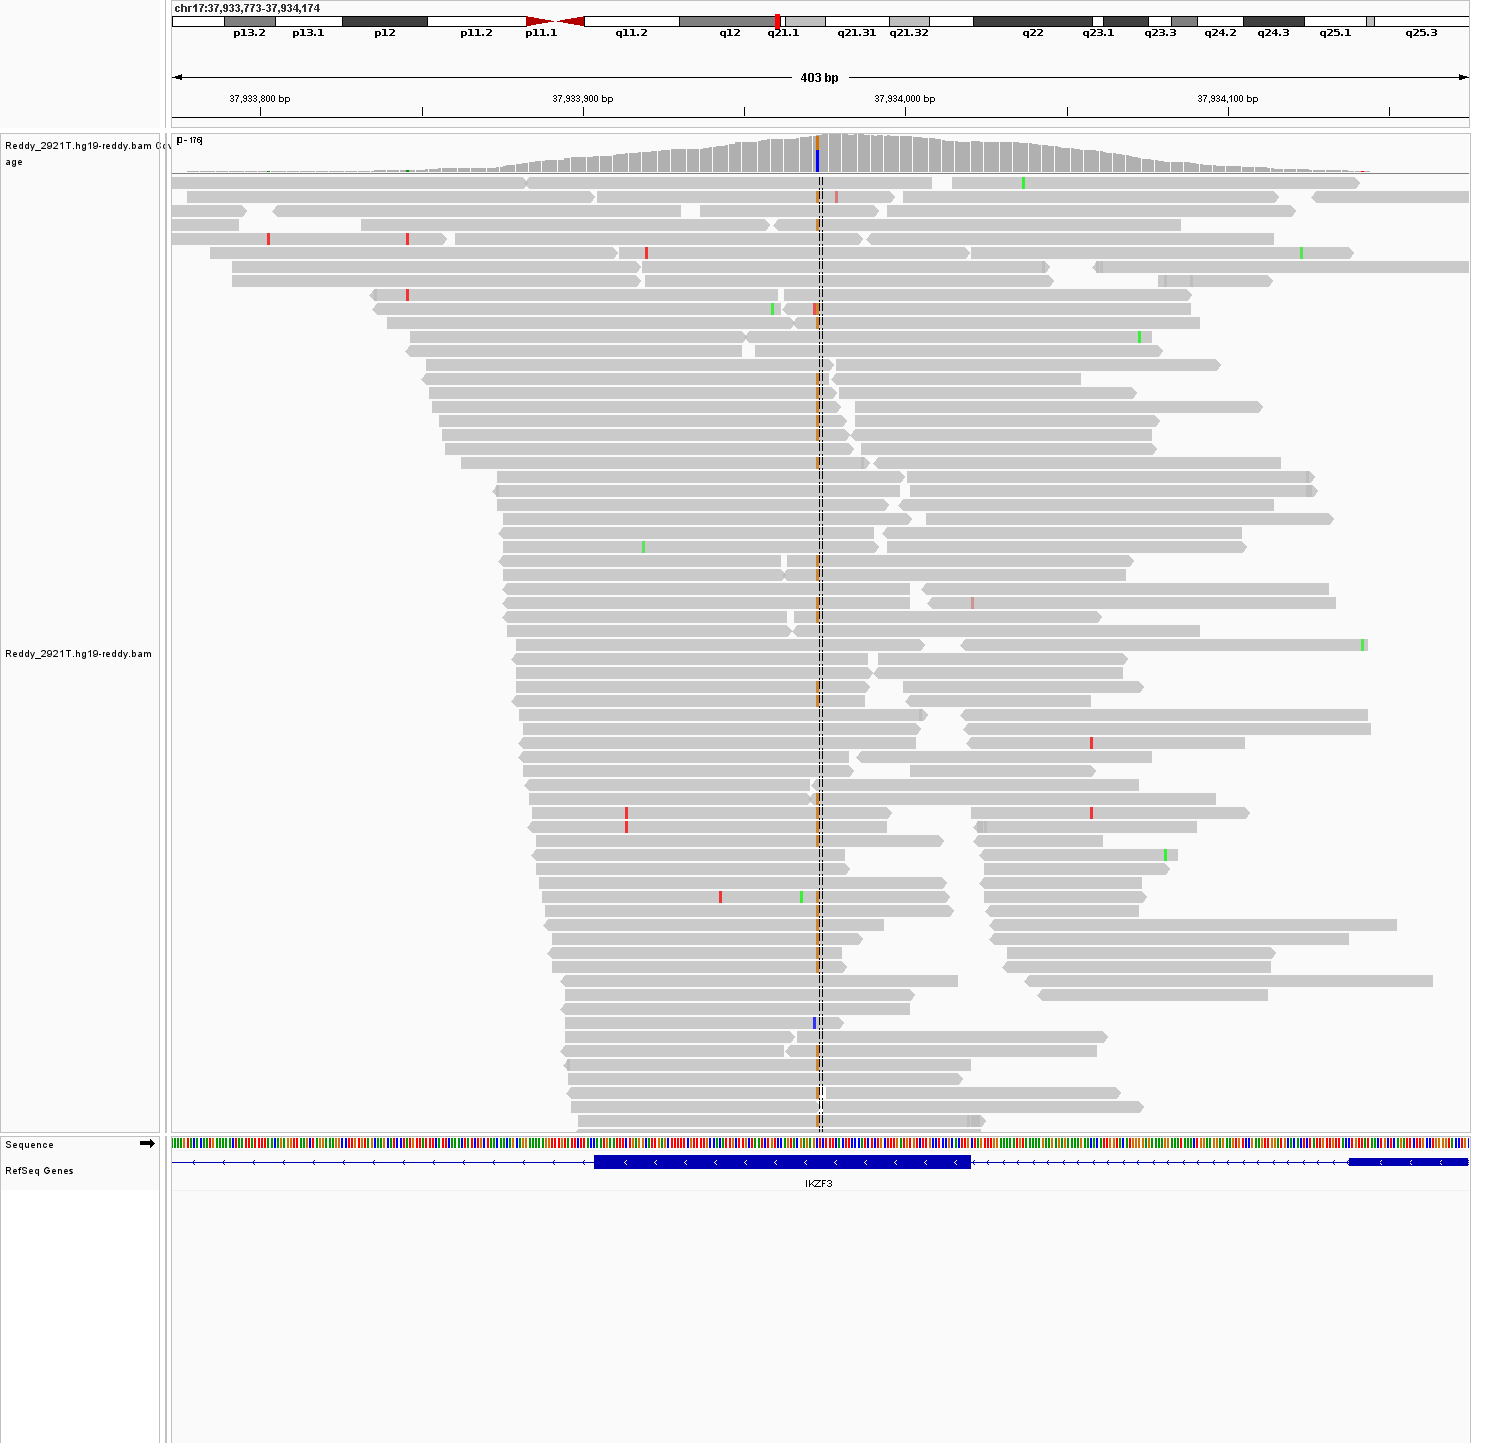 chr17:37,933,773-37,934,174
p13.2 p13.1 p12 p11.2 p11.1 q11.2 q12 q21.1 q21.31 q21.32 q22 q23.1 q23.3 q24.2 q24.3 q25.1 q25.3
403 bp
37,933,800 bp 37,933,900 bp 37,934,000 bp 37,934,100 bp
Reddy_2921T.hg19-reddy.bam Cov
age
[0 - 176]
Reddy_2921T.hg19-reddy.bam
Sequence
RefSeq Genes
IKZF3